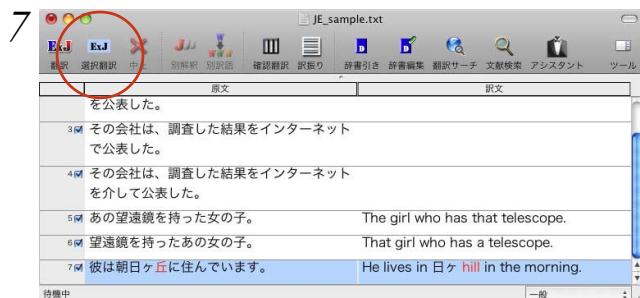 7
JE_sample.txt
ExJ ExJ JJ D D
翻訳 選択翻訳 中止 別解釈 別訳語 確認翻訳 訳振り 辞書引き 辞書編集 翻訳サーチ 文献検索 アシスタント ツール
原文 訳文
を公表した。
3 その会社は、調査した結果をインターネット
で公表した。
4 その会社は、調査した結果をインターネット
を介して公表した。
5 あの望遠鏡を持った女の子。 The girl who has that telescope.
6 望遠鏡を持ったあの女の子。 That girl who has a telescope.
7 彼は朝日ヶ丘に住んでいます。 He lives in 日ヶ hill in the morning.
待機中 一般